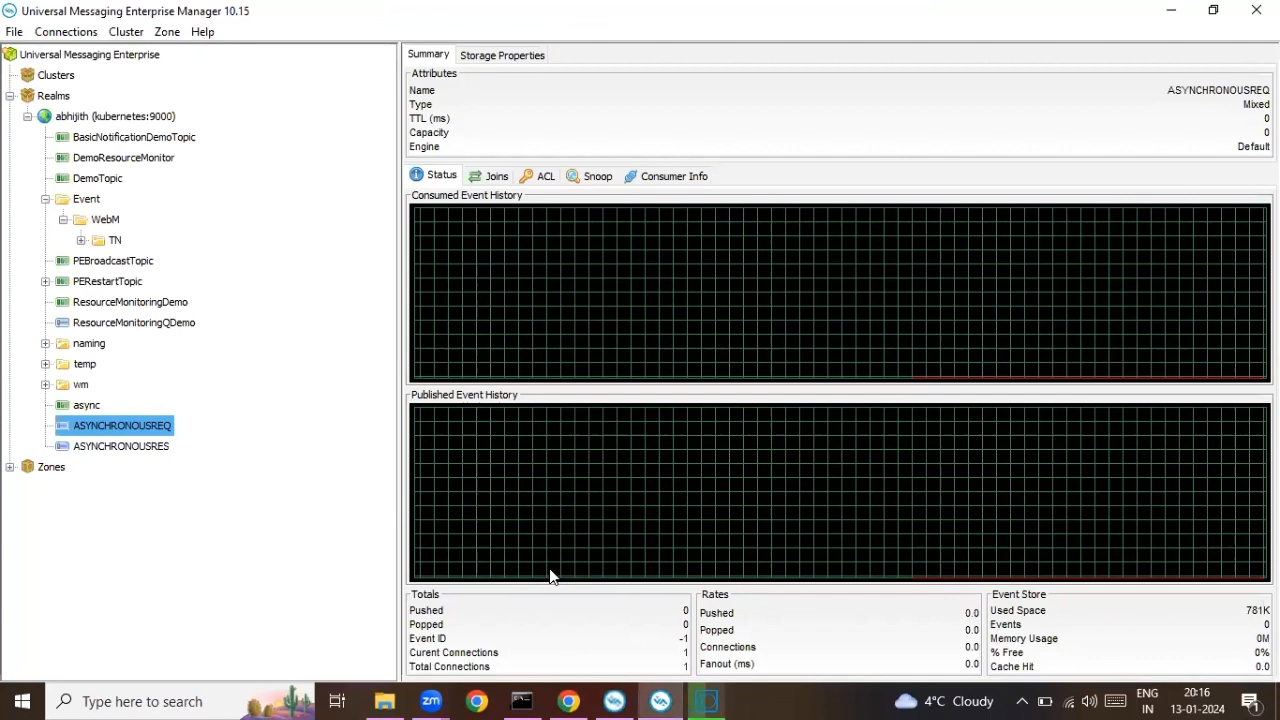 Universal Messaging Enterprise Manager 10.15
File Connections Cluster Zone Help
Universal Messaging Enterprise
Clusters
Realms
abhijith (kubernetes:9000)
BasicNotificationDemoTopic
DemoResourceMonitor
DemoTopic
Event
WebM
TN
PEBroadcastTopic
PERestartTopic
ResourceMonitoringDemo
ResourceMonitoringQDemo
naming
temp
wm
async
ASYNCHRONOUSREQ
ASYNCHRONOUSRES
Zones
Summary Storage Properties
Attributes
Name ASYNCHRONOUSREQ
Type Mixed
TTL (ms) 0
Capacity 0
Engine Default
Status Joins ACL Snoop Consumer Info
Consumed Event History
Published Event History
Totals
Pushed 0
Popped 0
Event ID -1
Curent Connections 1
Total Connections 1
Rates
Pushed 0.0
Popped 0.0
Connections 0.0
Fanout (ms) 0.0
Event Store
Used Space 781K
Events 0
Memory Usage 0M
% Free 0%
Cache Hit 0.0
Type here to search
zm
4°C Cloudy
ENG
IN
20:16
13-01-2024
1